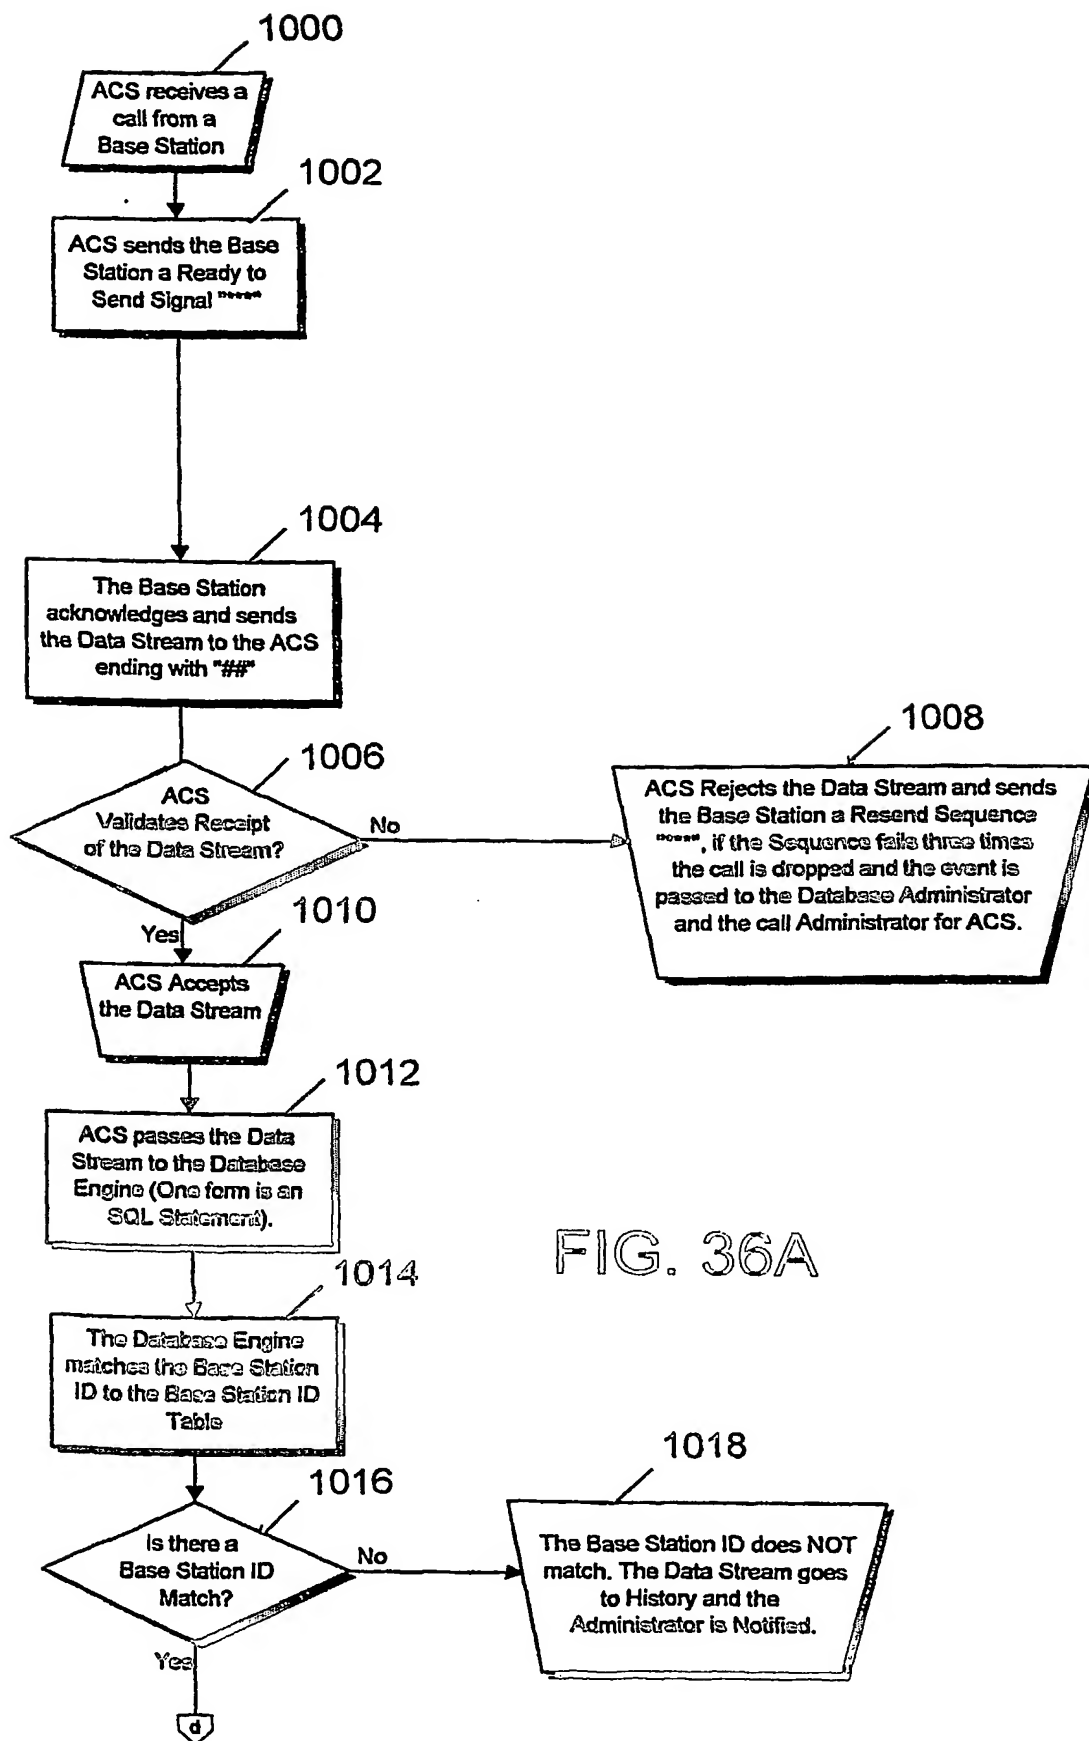 1000
ACS receives a
call from a
Base Station
1002
ACS sends the Base
Station a Ready to
Send Signal "***"
1004
The Base Station
acknowledges and sends
the Data Stream to the ACS
ending with "##"
1006
ACS
Validates Receipt
of the Data Stream?
No
1008
ACS Rejects the Data Stream and sends
the Base Station a Resend Sequence
"***", if the Sequence fails three times
the call is dropped and the event is
passed to the Database Administrator
and the call Administrator for ACS.
Yes
1010
ACS Accepts
the Data Stream
1012
ACS passes the Data
Stream to the Database
Engine (One form is an
SQL Statement).
FIG. 36A
1014
The Database Engine
matches the Base Station
ID to the Base Station ID
Table
1016
Is there a
Base Station ID
Match?
No
1018
The Base Station ID does NOT
match. The Data Stream goes
to History and the
Administrator is Notified.
Yes
d